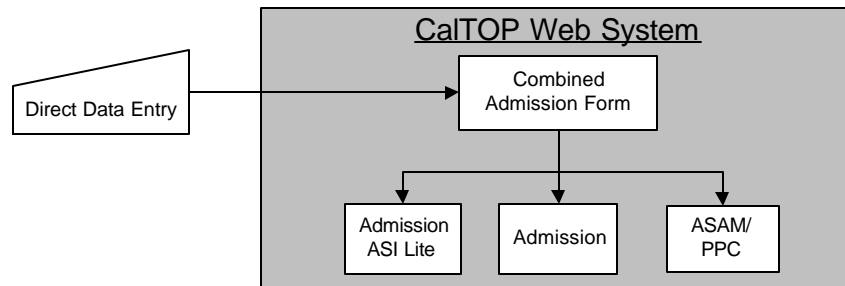 CalTOP Web System
Combined
Admission Form
Direct Data Entry
Admission
ASI Lite
Admission
ASAM/
PPC